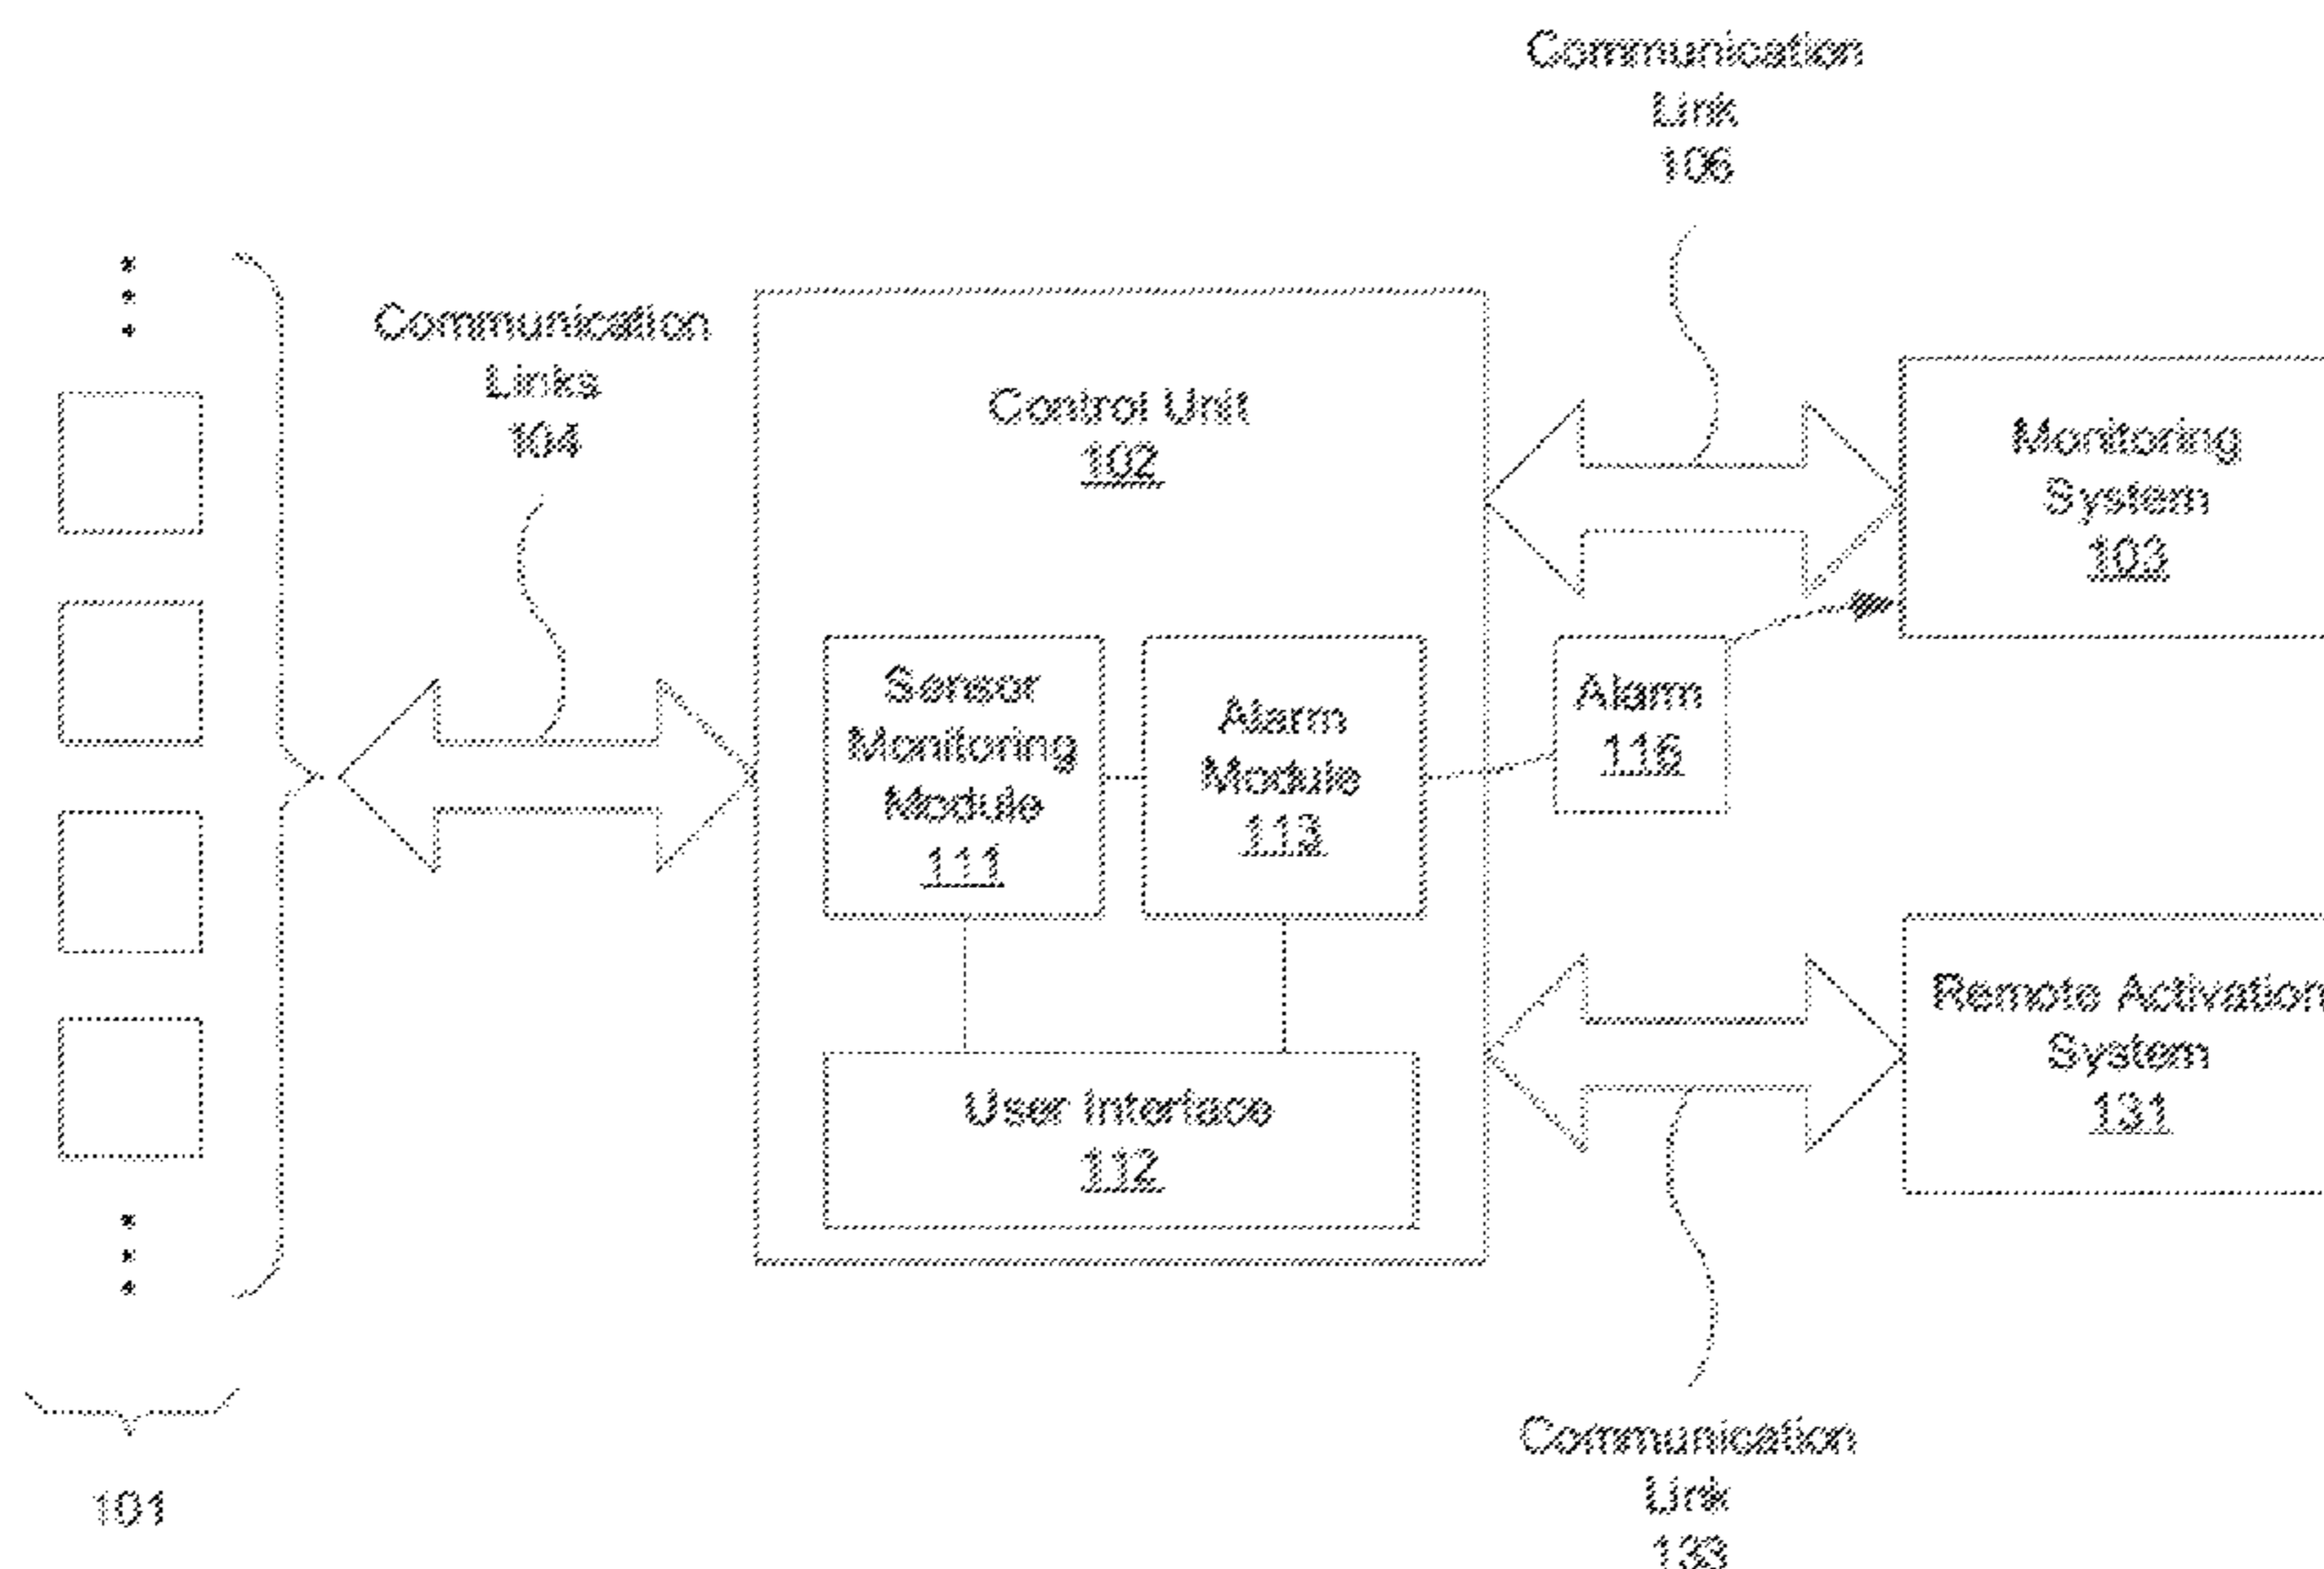 Communication
Link
106
Communication
Links
104
Control Unit
102
Monitoring
System
103
Sensor
Monitoring
Module
111
Alarm
Module
113
Alarm
116
Remote Activation
System
131
User Interface
112
Communication
Link
133
101